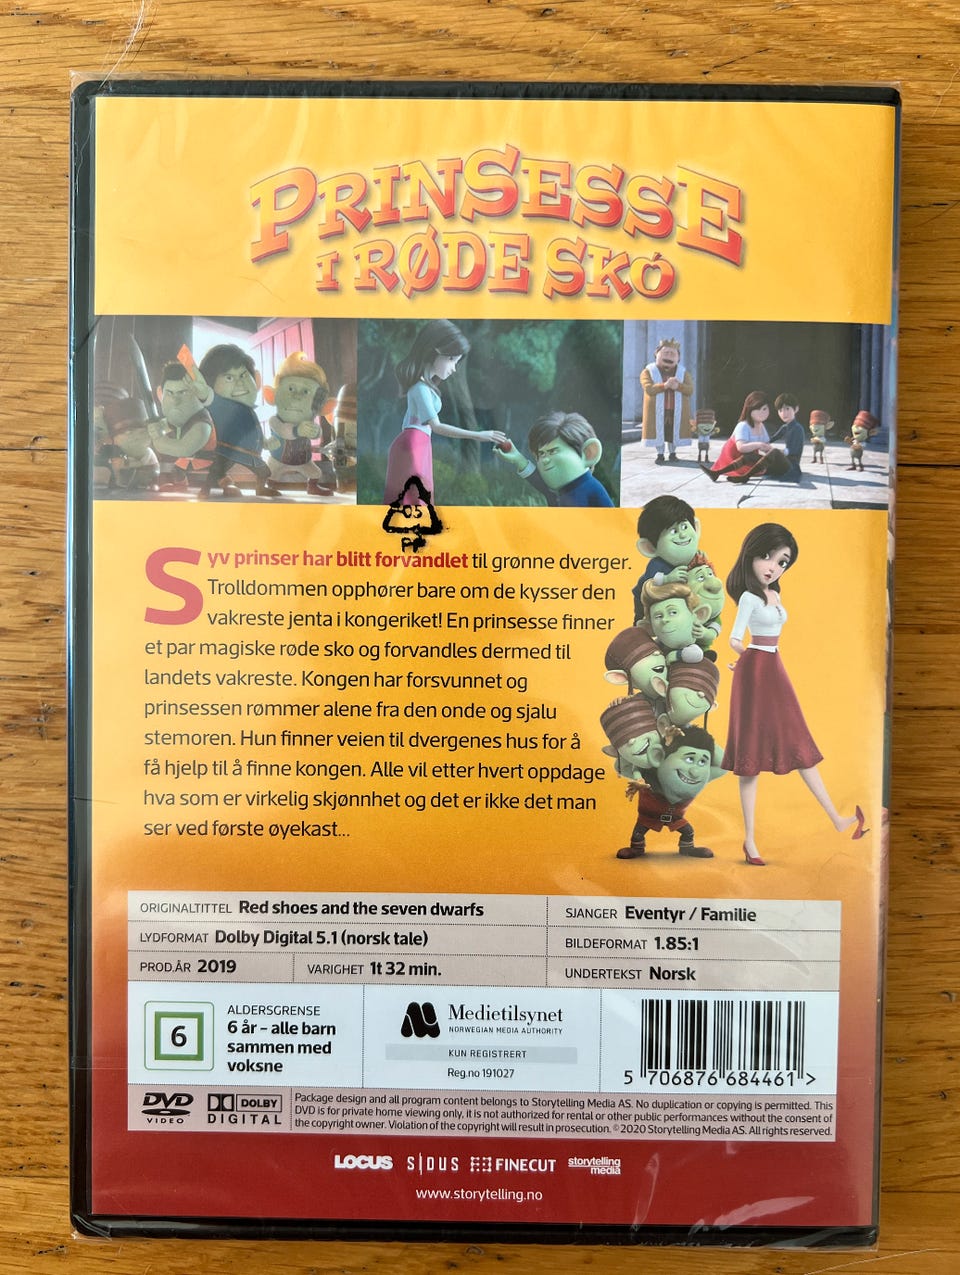 PRINSESSE
I RØDE SKO
05
Syv prinser har blitt forvandlet til grønne dverger.
Trolldommen opphører bare om de kysser den
vakreste jenta i kongeriket! En prinsesse finner
et par magiske røde sko og forvandles dermed til
landets vakreste. Kongen har forsvunnet og
prinsessen rømmer alene fra den onde og sjalu
stemoren. Hun finner veien til dvergenes hus for å
få hjelp til å finne kongen. Alle vil etter hvert oppdage
hva som er virkelig skjønnhet og det er ikke det man
ser ved første øyekast...
ORIGINALTITTEL Red shoes and the seven dwarfs
SJANGER Eventyr / Familie
LYDFORMAT Dolby Digital 5.1 (norsk tale)
BILDEFORMAT 1.85:1
PROD.ÅR 2019 VARIGHET 1t 32 min.
UNDERTEKST Norsk
6
ALDERSGRENSE
6 år – alle barn
sammen med
voksne
Medietilsynet
NORWEGIAN MEDIA AUTHORITY
KUN REGISTRERT
Reg.no 191027
5 706876 684461 >
DVD
VIDEO
DOLBY
DIGITAL
Package design and all program content belongs to Storytelling Media AS. No duplication or copying is permitted. This
DVD is for private home viewing only, it is not authorized for rental or other public performances without the consent of
the copyright owner. Violation of the copyright will result in prosecution. © 2020 Storytelling Media AS. All rights reserved.
LOCUS SIDUS FINECUT storytelling
media
www.storytelling.no